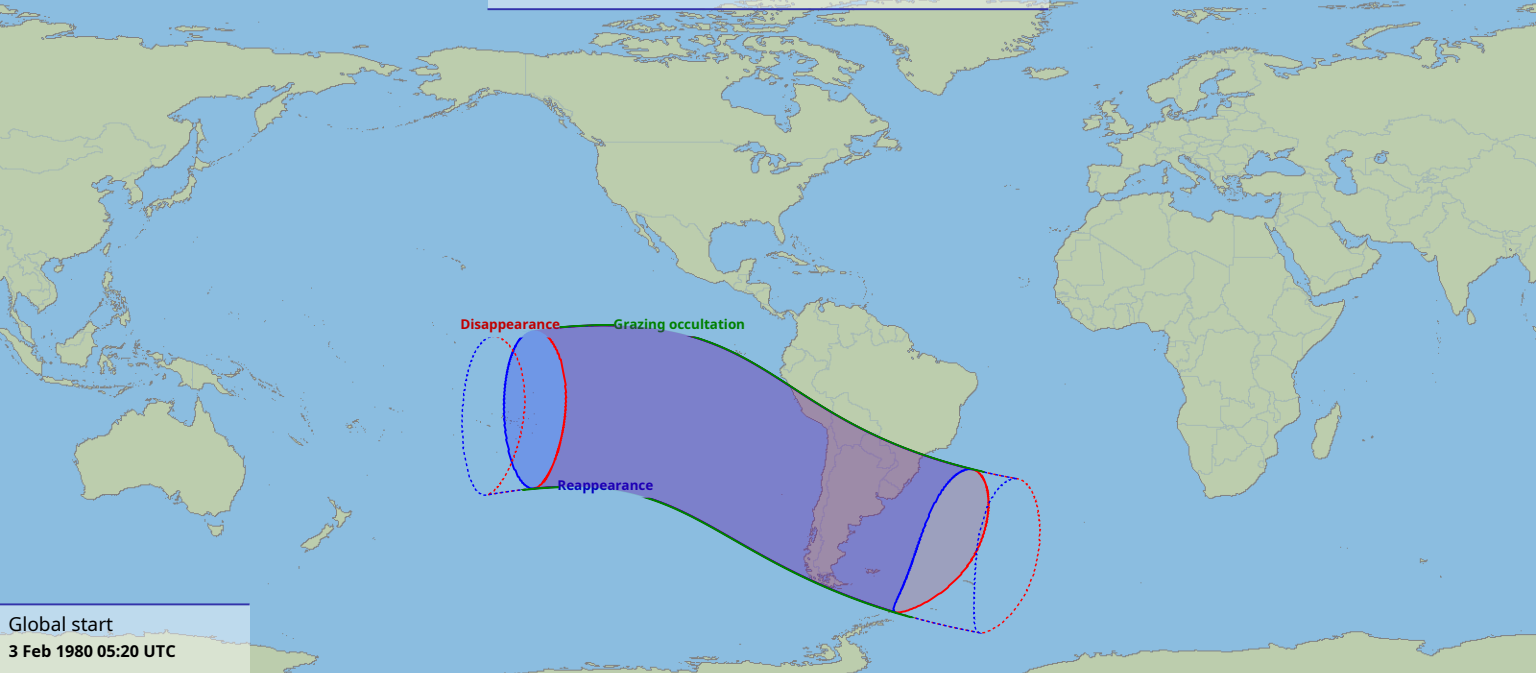 Disappearance
Grazing occultation
Reappearance
Global start
3 Feb 1980 05:20 UTC